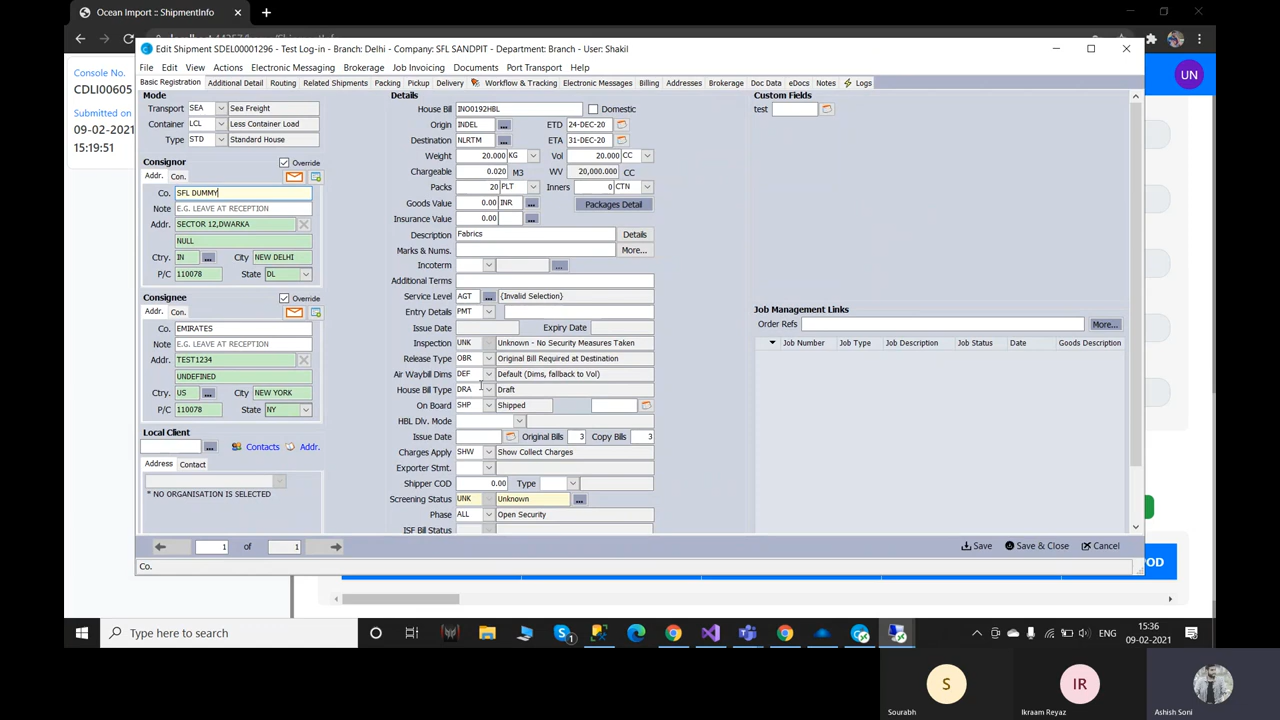 Ocean Import :: ShipmentInfo
Edit Shipment SDEL00001296 - Test Log-in - Branch: Delhi - Company: SFL SANDPIT - Department: Branch - User: Shakil
File Edit View Actions Electronic Messaging Brokerage Job Invoicing Documents Port Transport Help
Basic Registration Additional Detail Routing Related Shipments Packing Pickup Delivery Workflow & Tracking Electronic Messages Billing Addresses Brokerage Doc Data eDocs Notes Logs
Console No.
CDLI00605
Submitted on
09-02-2021
15:19:51
UN
Mode
Transport SEA Sea Freight
Container LCL Less Container Load
Type STD Standard House
Consignor Override
Addr. Con.
Co. SFL DUMMY
Note E.G. LEAVE AT RECEPTION
Addr. SECTOR 12,DWARKA
NULL
Ctry. IN ... City NEW DELHI
P/C 110078 State DL
Consignee Override
Addr. Con.
Co. EMIRATES
Note E.G. LEAVE AT RECEPTION
Addr. TEST1234
UNDEFINED
Ctry. US ... City NEW YORK
P/C 110078 State NY
Local Client
... Contacts Addr.
Address Contact
* NO ORGANISATION IS SELECTED
Details
House Bill INO0192HBL Domestic
Origin INDEL ... ETD 24-DEC-20
Destination NLRTM ... ETA 31-DEC-20
Weight 20.000 KG Vol 20.000 CC
Chargeable 0.020 M3 WV 20,000.000 CC
Packs 20 PLT Inners 0 CTN
Goods Value 0.00 INR ... Packages Detail
Insurance Value 0.00 ...
Description Fabrics Details
Marks & Nums. More...
Incoterm ...
Additional Terms
Service Level AGT ... {Invalid Selection}
Entry Details PMT
Issue Date Expiry Date
Inspection UNK Unknown - No Security Measures Taken
Release Type OBR Original Bill Required at Destination
Air Waybill Dims DEF Default (Dims, fallback to Vol)
House Bill Type DRA Draft
On Board SHP Shipped
HBL Dlv. Mode
Issue Date Original Bills 3 Copy Bills 3
Charges Apply SHW Show Collect Charges
Exporter Stmt.
Shipper COD 0.00 Type
Screening Status UNK Unknown ...
Phase ALL Open Security
ISF Bill Status
Custom Fields
test
Job Management Links
Order Refs More...
Job Number Job Type Job Description Job Status Date Goods Description
1 of 1
Save Save & Close Cancel
Co.
POD
Type here to search
ENG
15:36
09-02-2021
S
IR
Sourabh
Ikraam Reyaz
Ashish Soni